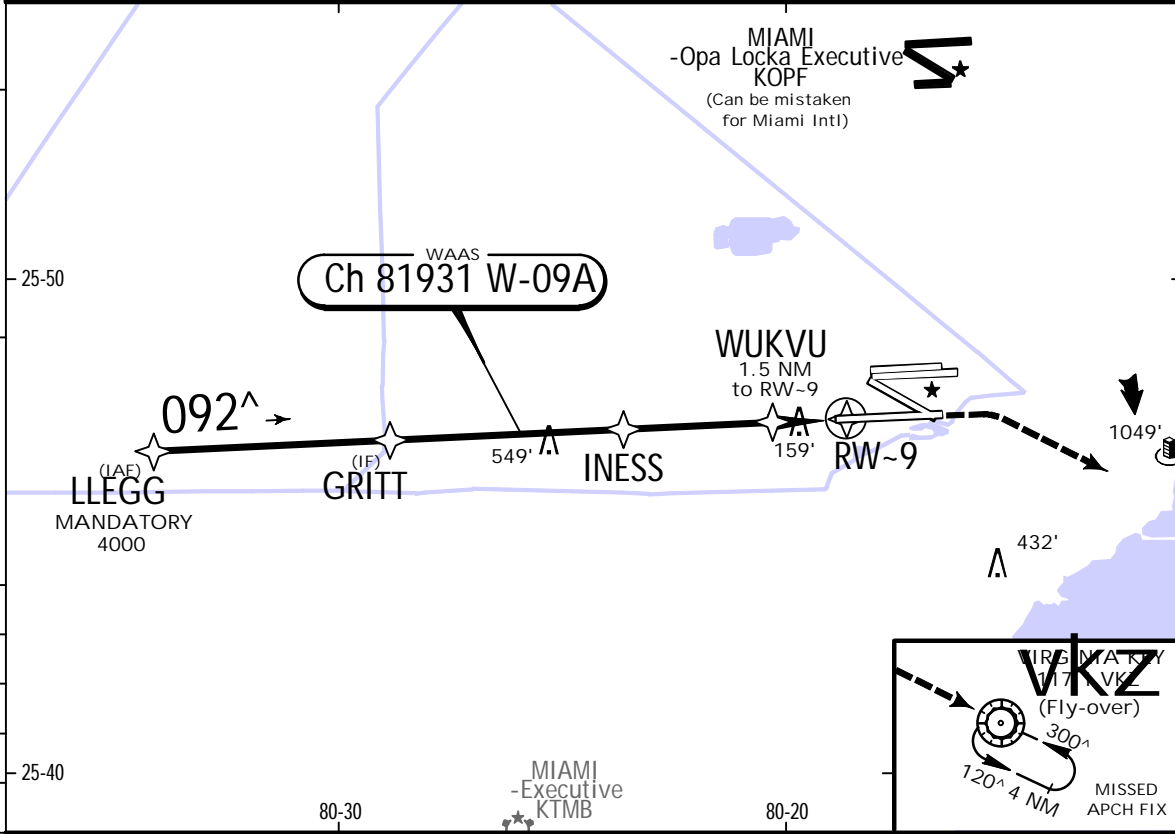 MIAMI
-Opa Locka Executive
KOPF
(Can be mistaken
for Miami Intl)
25-50
WAAS
Ch 81931 W-09A
WUKVU
1.5 NM
to RW~9
092^
(IAF)
LLEGG
MANDATORY
4000
(IF)
GRITT
549'
INESS
159'
RW~9
1049'
432'
VIRGINIA KEY
117.1 VKZ
vkz
(Fly-over)
300^
120^ 4 NM
MISSED
APCH FIX
25-40
80-30
MIAMI
-Executive
KTMB
80-20